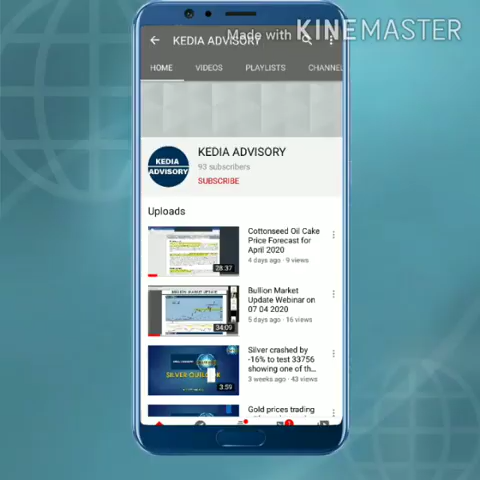 Made with KINEMASTER
KEDIA ADVISORY
HOME VIDEOS PLAYLISTS CHANNEL
KEDIA ADVISORY
KEDIA ADVISORY
93 subscribers
SUBSCRIBE
Uploads
Cottonseed Oil Cake
Price Forecast for
April 2020
4 days ago · 9 views
28:37
Bullion Market
Update Webinar on
07 04 2020
5 days ago · 16 views
34:09
Silver crashed by
-16% to test 33756
showing one of th...
3 weeks ago · 43 views
SILVER OUTLOOK
3:59
Gold prices trading